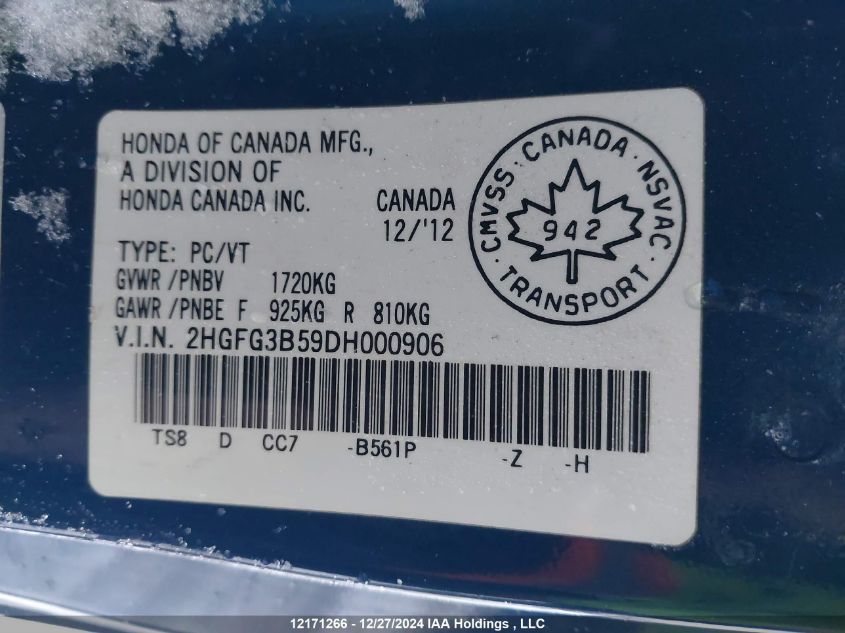 HONDA OF CANADA MFG.,
A DIVISION OF
HONDA CANADA INC.
CANADA
12/'12
TYPE: PC/VT
GVWR /PNBV 1720KG
GAWR /PNBE F 925KG R 810KG
V.I.N. 2HGFG3B59DH000906
TS8 D CC7 -B561P -Z -H
CMVSS · CANADA · NSVAC · TRANSPORT ·
942
12171266 - 12/27/2024 IAA Holdings , LLC